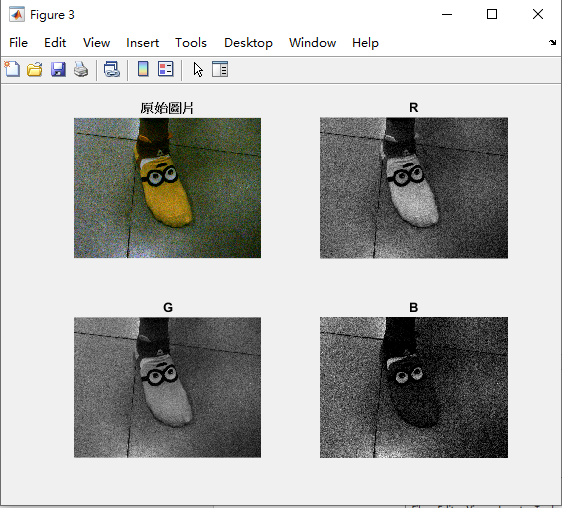 Figure 3
File Edit View Insert Tools Desktop Window Help
原始圖片
R
G
B